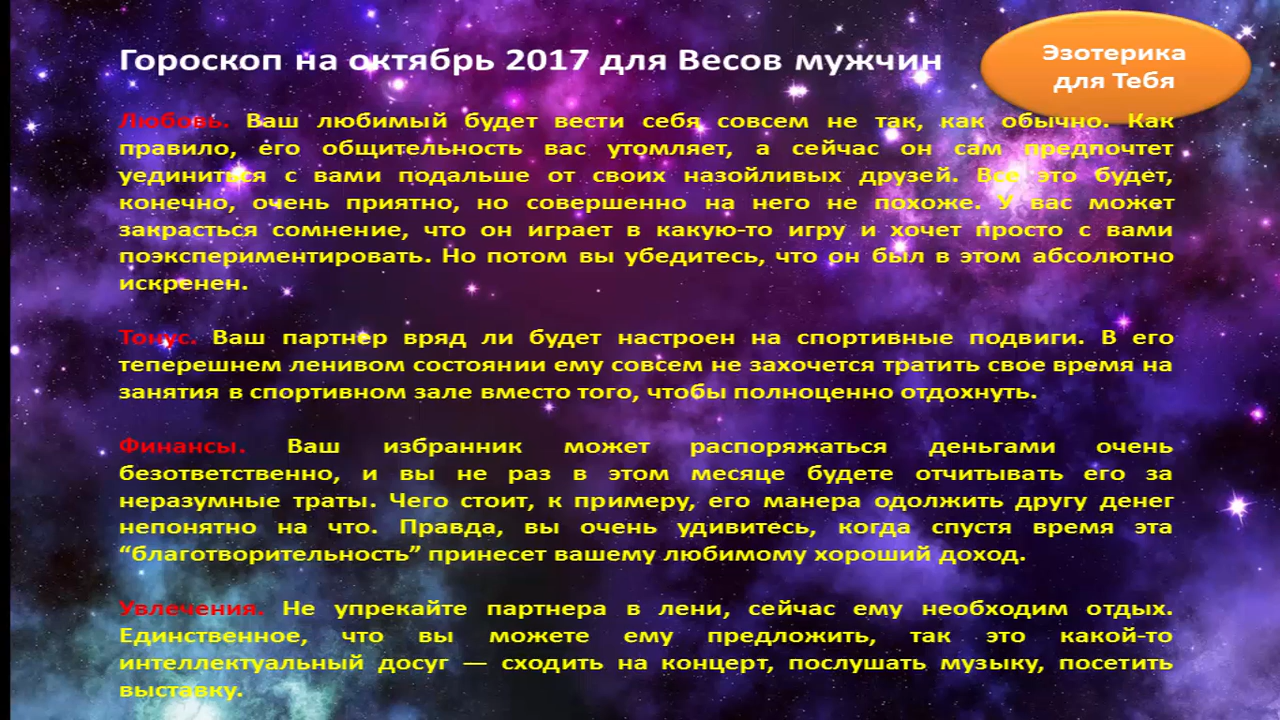 Гороскоп на октябрь 2017 для Весов мужчин
Эзотерика
для Тебя
Любовь. Ваш любимый будет вести себя совсем не так, как обычно. Как
правило, его общительность вас утомляет, а сейчас он сам предпочтет
уединиться с вами подальше от своих назойливых друзей. Все это будет,
конечно, очень приятно, но совершенно на него не похоже. У вас может
закрасться сомнение, что он играет в какую-то игру и хочет просто с вами
поэкспериментировать. Но потом вы убедитесь, что он был в этом абсолютно
искренен.
Тонус. Ваш партнер вряд ли будет настроен на спортивные подвиги. В его
теперешнем ленивом состоянии ему совсем не захочется тратить свое время на
занятия в спортивном зале вместо того, чтобы полноценно отдохнуть.
Финансы. Ваш избранник может распоряжаться деньгами очень
безответственно, и вы не раз в этом месяце будете отчитывать его за
неразумные траты. Чего стоит, к примеру, его манера одолжить другу денег
непонятно на что. Правда, вы очень удивитесь, когда спустя время эта
“благотворительность” принесет вашему любимому хороший доход.
Увлечения. Не упрекайте партнера в лени, сейчас ему необходим отдых.
Единственное, что вы можете ему предложить, так это какой-то
интеллектуальный досуг — сходить на концерт, послушать музыку, посетить
выставку.